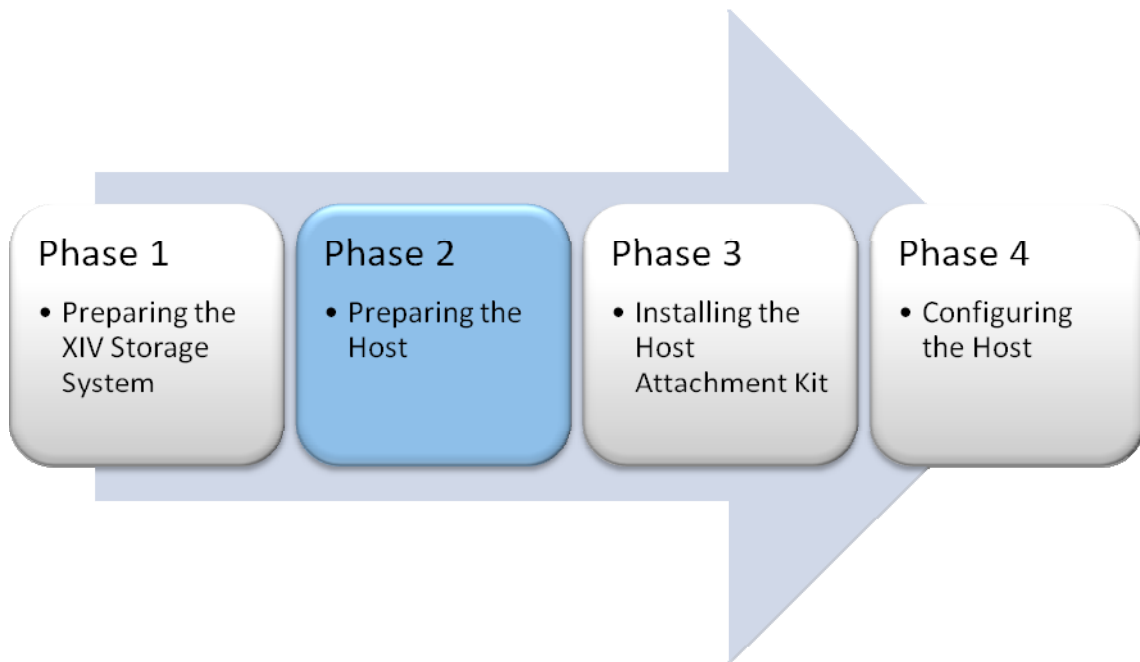 Phase 1
• Preparing the
XIV Storage
System
Phase 2
• Preparing the
Host
Phase 3
• Installing the
Host
Attachment Kit
Phase 4
• Configuring
the Host